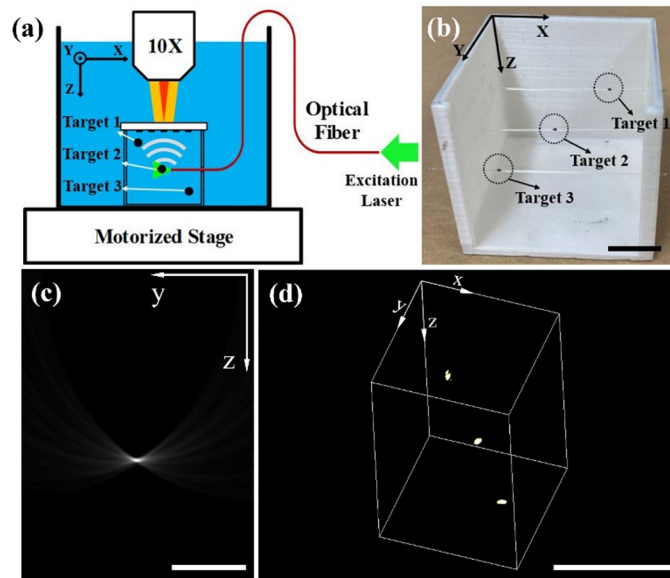 (a)
Y
X
Z
10X
Target 1
Target 2
Target 3
Optical
Fiber
Excitation
Laser
Motorized Stage
(b)
X
Y
Z
Target 1
Target 2
Target 3
(c)
y
z
(d)
x
y
z